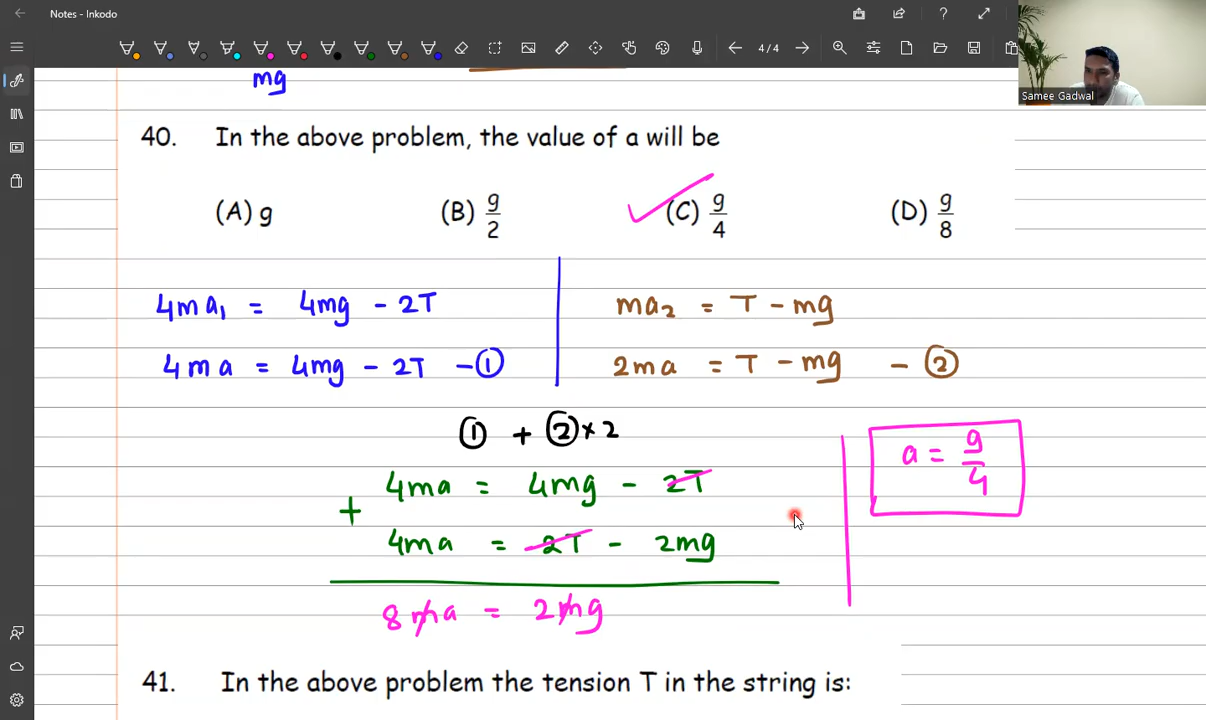 Notes - Inkodo
4/4
Samee Gadwal
mg
40. In the above problem, the value of a will be
(A) g (B) g/2 (C) g/4 (D) g/8
4ma₁ = 4mg - 2T
ma₂ = T - mg
4ma = 4mg - 2T - ①
2ma = T - mg - ②
① + ② × 2
4ma = 4mg - 2T
+
4ma = 2T - 2mg
8ma = 2mg
a = g/4
41. In the above problem the tension T in the string is: